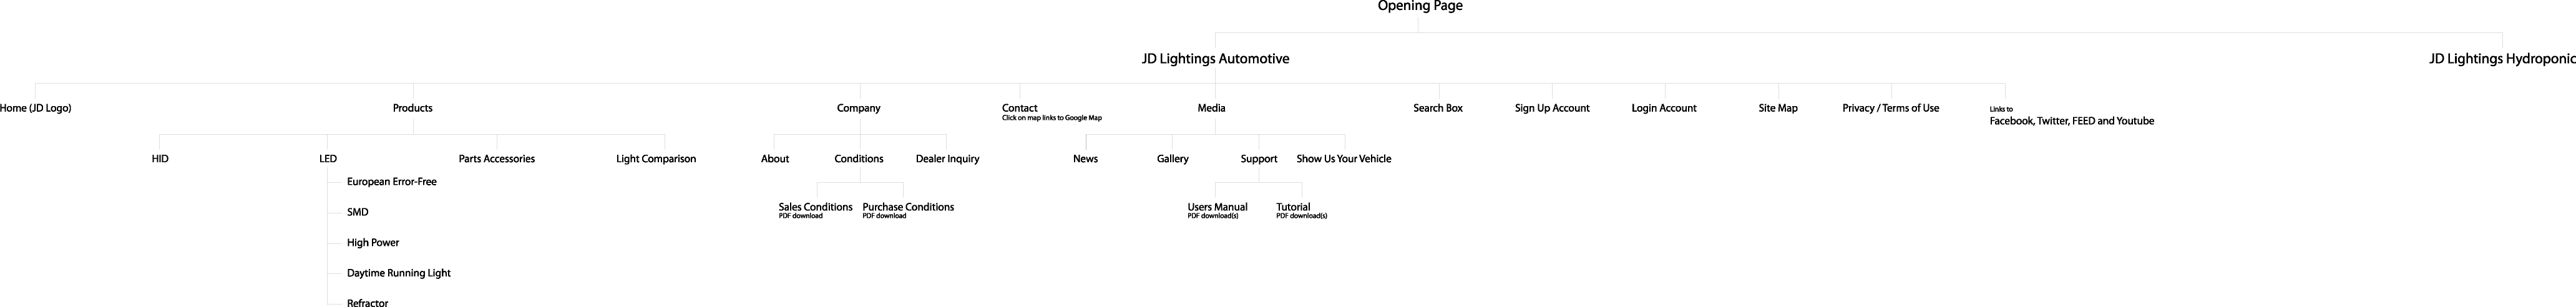 Opening Page
JD Lightings Automotive
JD Lightings Hydroponic
Home (JD Logo)
Products
Company
Contact
Click on map links to Google Map
Media
Search Box
Sign Up Account
Login Account
Site Map
Privacy / Terms of Use
Links to
Facebook, Twitter, FEED and Youtube
HID
LED
Parts Accessories
Light Comparison
About
Conditions
Dealer Inquiry
News
Gallery
Support
Show Us Your Vehicle
European Error-Free
SMD
High Power
Daytime Running Light
Refractor
Sales Conditions
PDF download
Purchase Conditions
PDF download
Users Manual
PDF download(s)
Tutorial
PDF download(s)